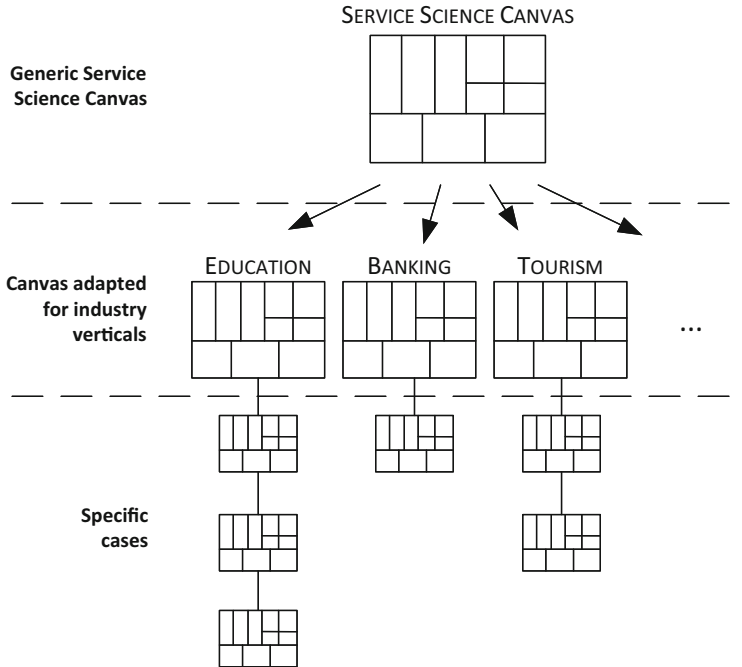 SERVICE SCIENCE CANVAS
Generic Service
Science Canvas
EDUCATION
BANKING
TOURISM
Canvas adapted
for industry
verticals
...
Specific
cases